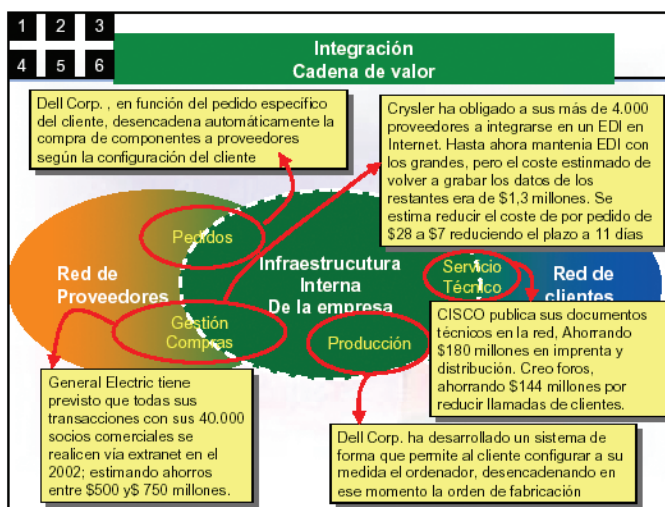 1 2 3
4 5 6
Integración
Cadena de valor
Dell Corp. , en función del pedido específico
del cliente, desencadena automáticamente la
compra de componentes a proveedores
según la configuración del cliente
Crysler ha obligado a sus más de 4.000
proveedores a integrarse en un EDI en
Internet. Hasta ahora mantenia EDI con
los grandes, pero el coste estinmado de
volver a grabar los datos de los
restantes era de $1,3 millones. Se
estima reducir el coste de por pedido de
$28 a $7 reduciendo el plazo a 11 días
Pedidos
Red de
Proveedores
Infraestrucutura
Interna
De la empresa
Servicio
Técnico
Red de
clientes
Gestión
Compras
Producción
CISCO publica sus documentos
técnicos en la red, Ahorrando
$180 millones en imprenta y
distribución. Creo foros,
ahorrando $144 millones por
reducir llamadas de clientes.
General Electric tiene
previsto que todas sus
transacciones con sus 40.000
socios comerciales se
realicen vía extranet en el
2002; estimando ahorros
entre $500 y$ 750 millones.
Dell Corp. ha desarrollado un sistema de
forma que permite al cliente configurar a su
medida el ordenador, desencadenando en
ese momento la orden de fabricación